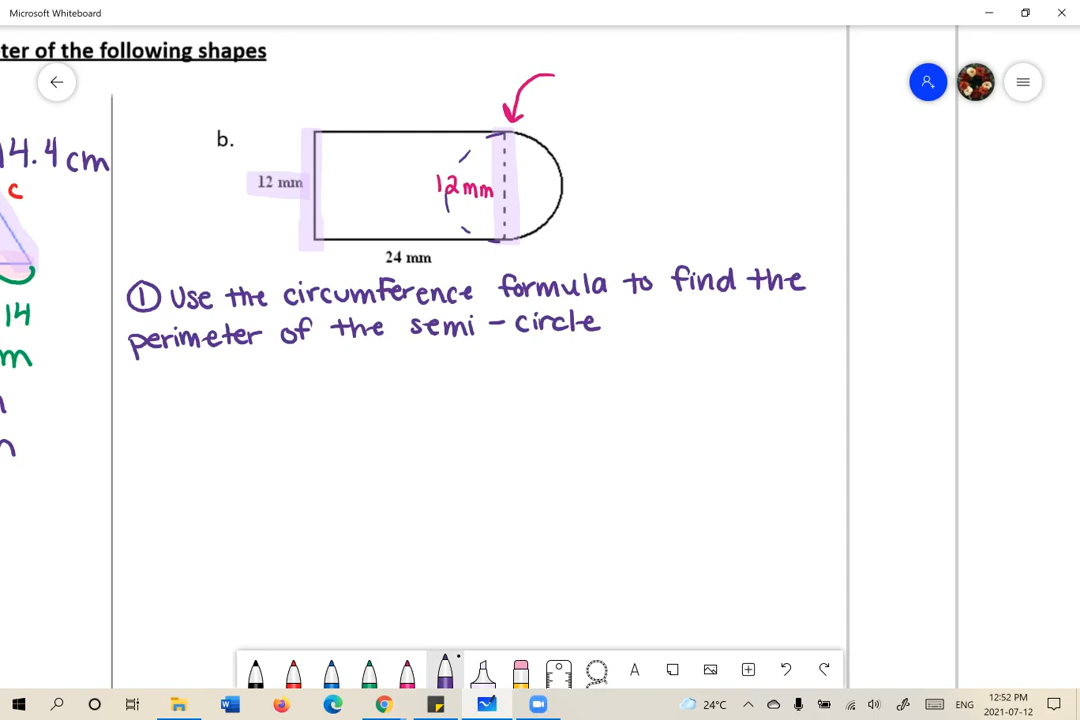 Microsoft Whiteboard
ter of the following shapes
14.4 cm
c
14
m
b.
12 mm
12mm
24 mm
① Use the circumference formula to find the
perimeter of the semi - circle
A
24°C
ENG
12:52 PM
2021-07-12